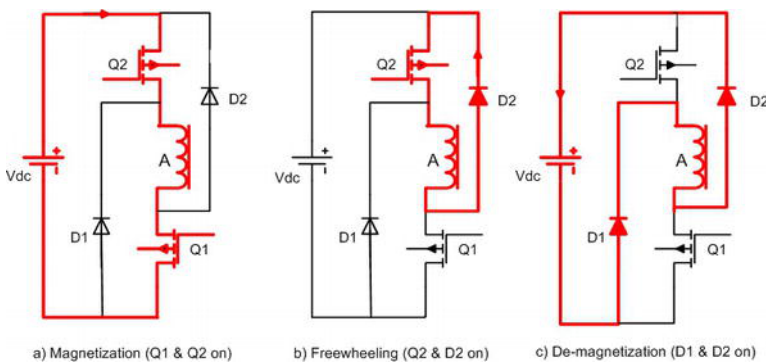 Q2
D2
A
+
-
Vdc
D1
Q1
a) Magnetization (Q1 & Q2 on)
Q2
D2
A
+
-
Vdc
D1
Q1
b) Freewheeling (Q2 & D2 on)
Q2
D2
A
+
-
Vdc
D1
Q1
c) De-magnetization (D1 & D2 on)